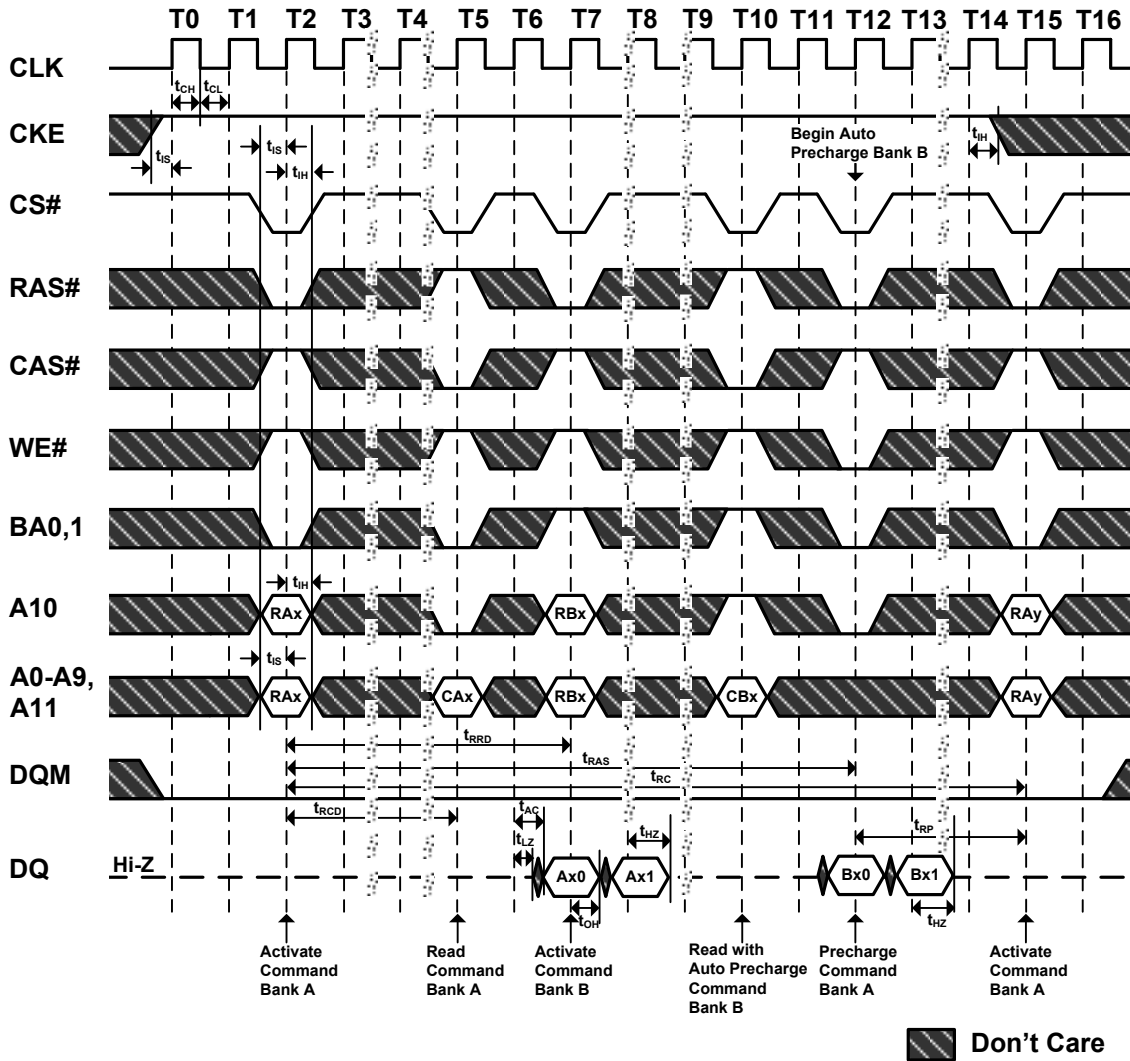 T0 T1 T2 T3 T4 T5 T6 T7 T8 T9 T10 T11 T12 T13 T14 T15 T16
CLK
tCH tCL
CKE
tIS
tIS
tIH
Begin Auto
Precharge Bank B
tIH
CS#
RAS#
CAS#
WE#
BA0,1
tIH
A10
RAx RBx RAy
tIS
A0-A9,
A11
RAx CAx RBx CBx RAy
tRRD
tRAS
DQM
tRC
tRCD
tAC
tHZ
tRP
tLZ
DQ
Hi-Z
Ax0 Ax1 Bx0 Bx1
tOH
tHZ
Activate
Command
Bank A
Read
Command
Bank A
Activate
Command
Bank B
Read with
Auto Precharge
Command
Bank B
Precharge
Command
Bank A
Activate
Command
Bank A
Don't Care